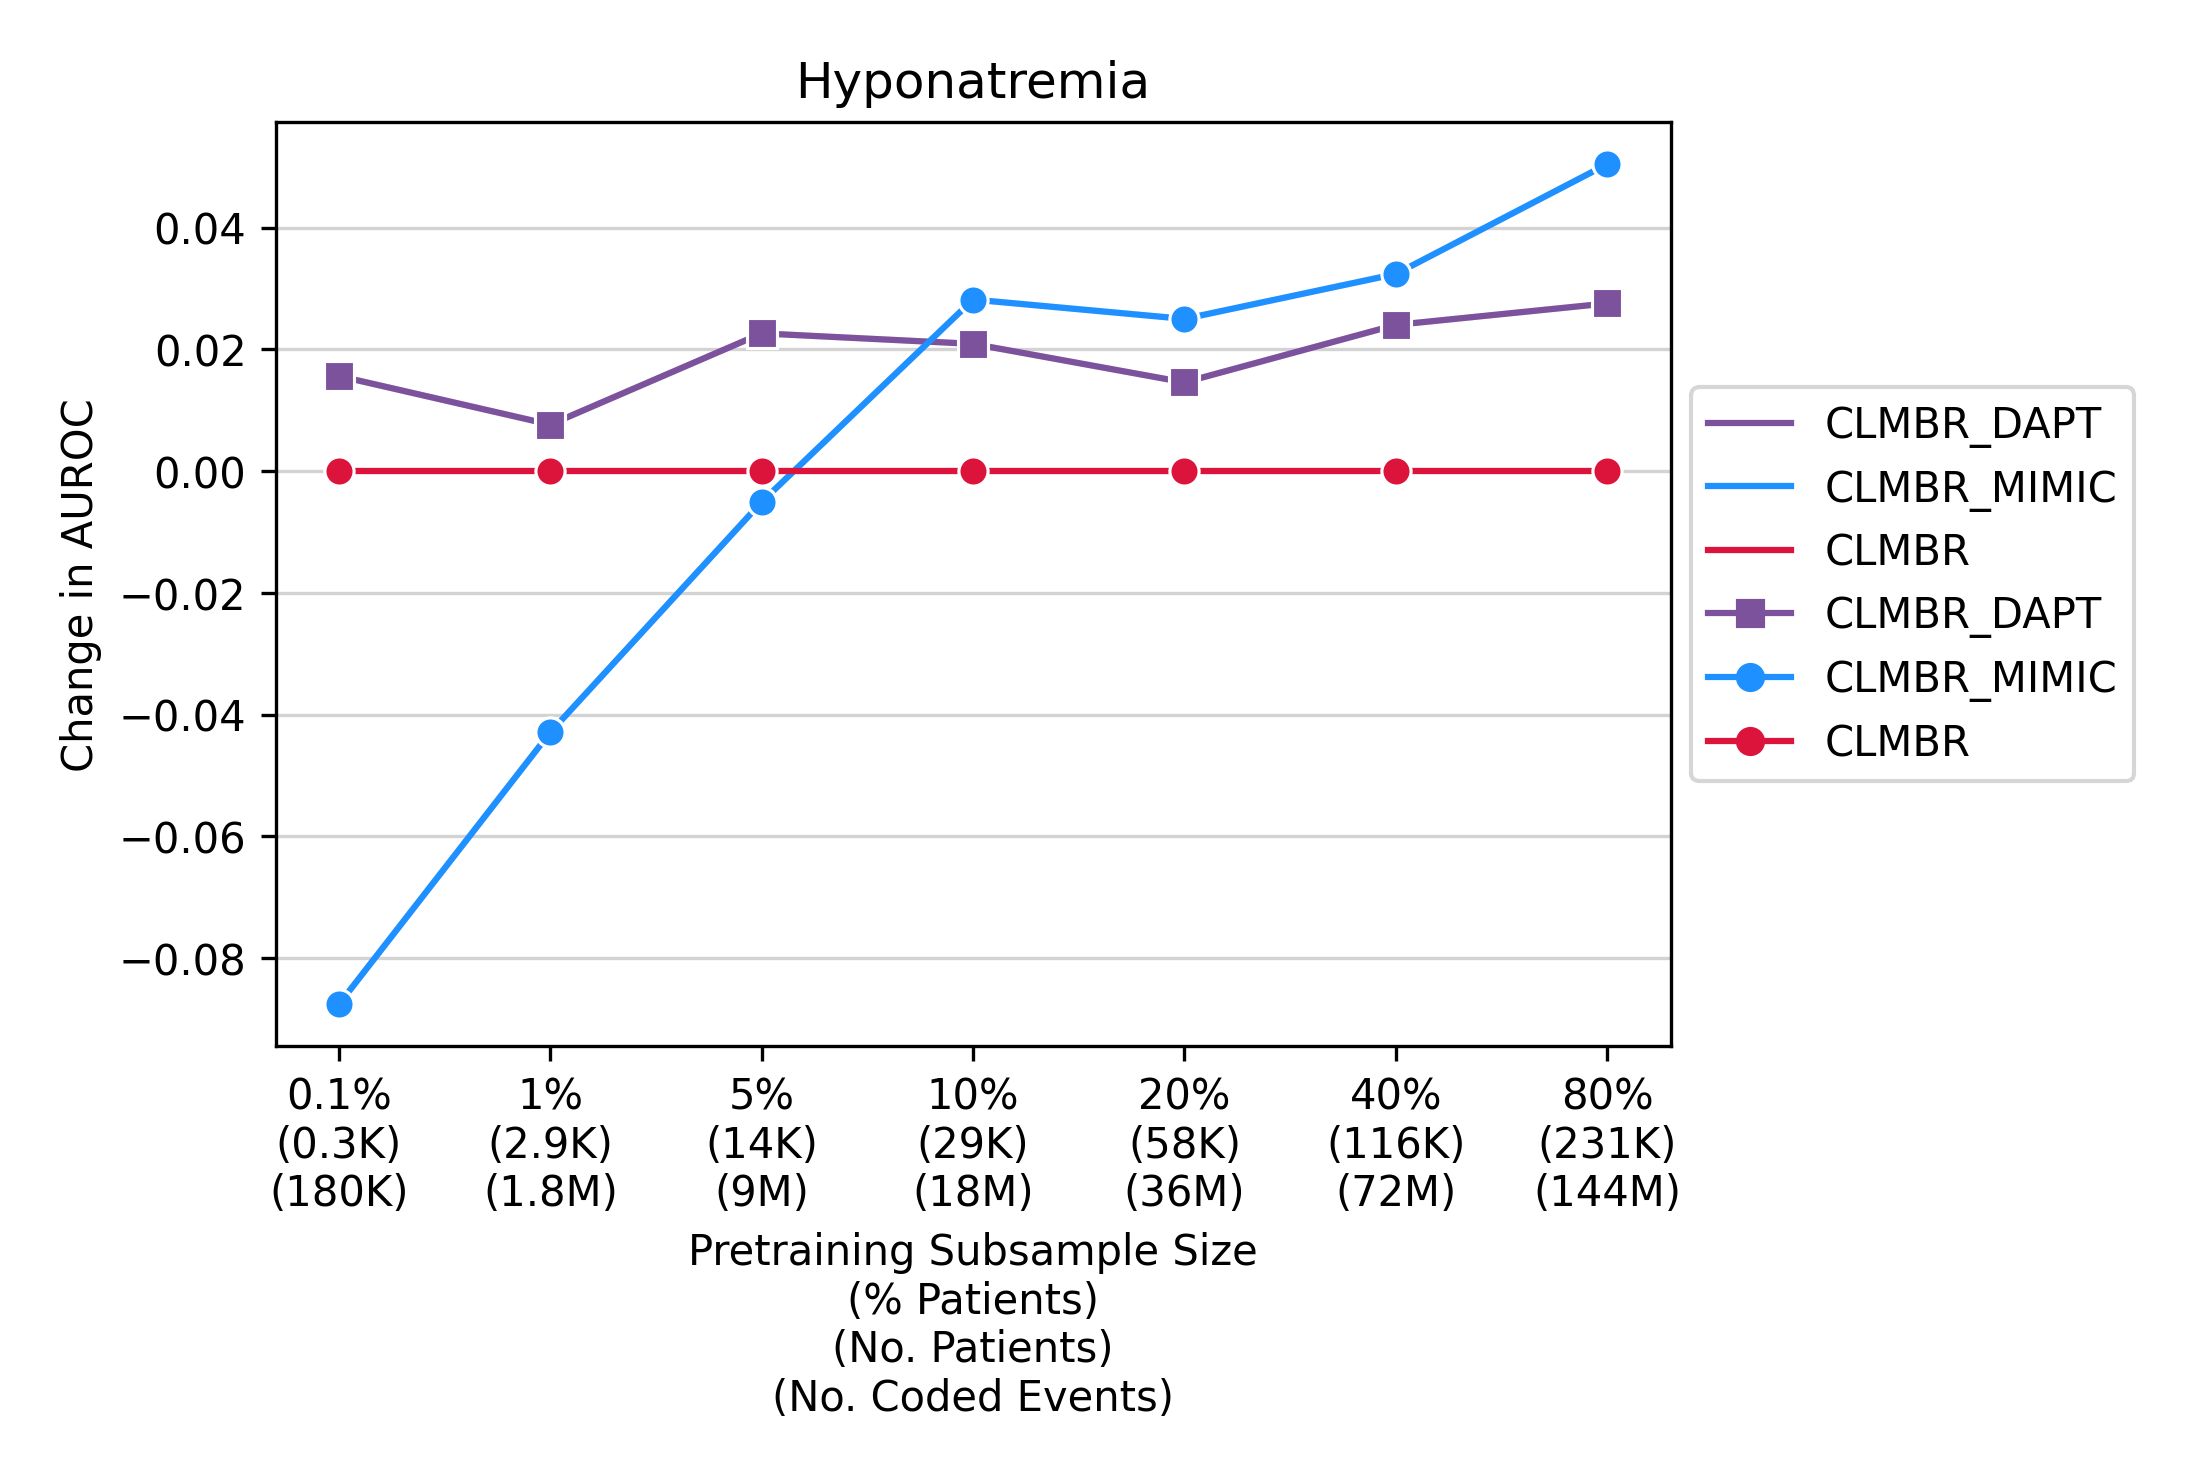 Hyponatremia
Change in AUROC
0.04
0.02
0.00
−0.02
−0.04
−0.06
−0.08
0.1% 1% 5% 10% 20% 40% 80%
(0.3K) (2.9K) (14K) (29K) (58K) (116K) (231K)
(180K) (1.8M) (9M) (18M) (36M) (72M) (144M)
Pretraining Subsample Size
(% Patients)
(No. Patients)
(No. Coded Events)
CLMBR_DAPT
CLMBR_MIMIC
CLMBR
CLMBR_DAPT
CLMBR_MIMIC
CLMBR